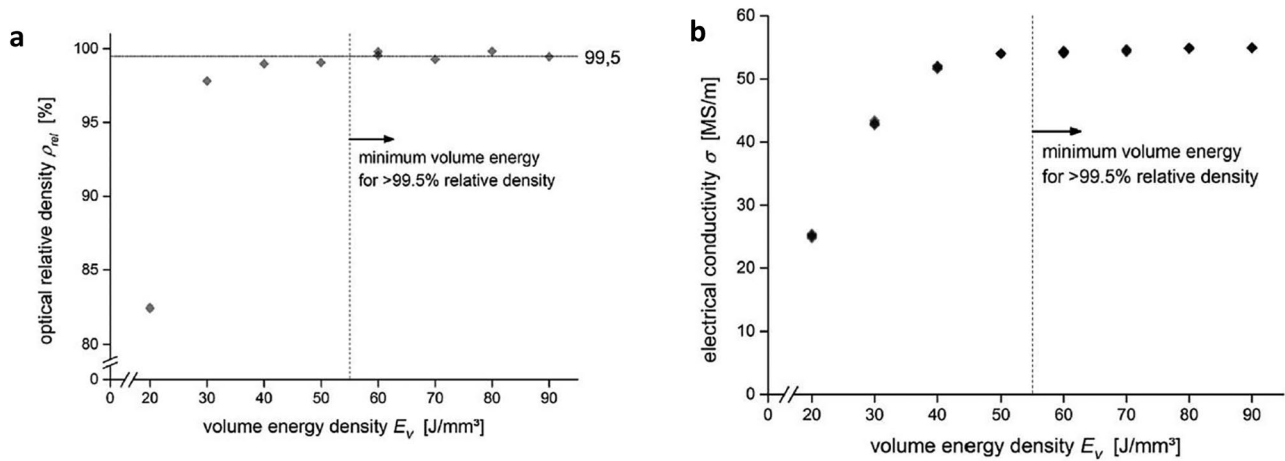 a
optical relative density ρrel [%]
100
95
90
85
80
0
99,5
minimum volume energy
for >99.5% relative density
0 20 30 40 50 60 70 80 90
volume energy density Ev [J/mm³]
b
electrical conductivity σ [MS/m]
60
50
40
30
20
10
0
minimum volume energy
for >99.5% relative density
0 20 30 40 50 60 70 80 90
volume energy density Ev [J/mm³]